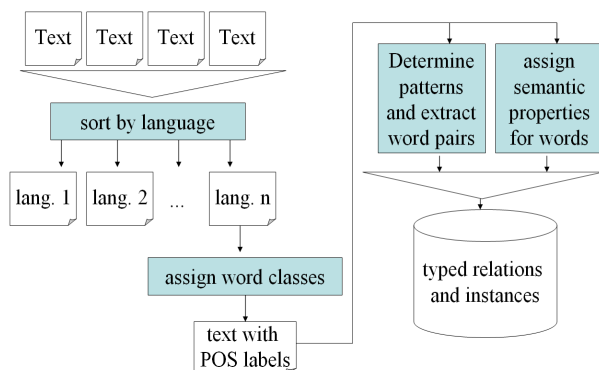 Text
Text
Text
Text
sort by language
lang. 1
lang. 2
...
lang. n
assign word classes
text with
POS labels
Determine
patterns
and extract
word pairs
assign
semantic
properties
for words
typed relations
and instances